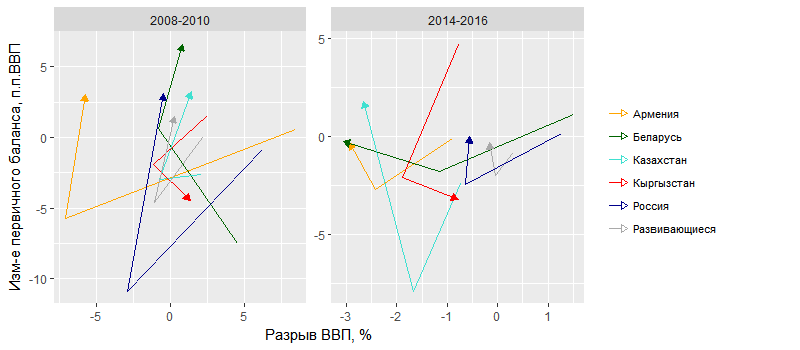 2008-2010
2014-2016
Изм-е первичного баланса, п.п.ВВП
5
0
-5
-10
5
0
-5
-5
0
5
-3
-2
-1
0
1
Разрыв ВВП, %
Армения
Беларусь
Казахстан
Кыргызстан
Россия
Развивающиеся